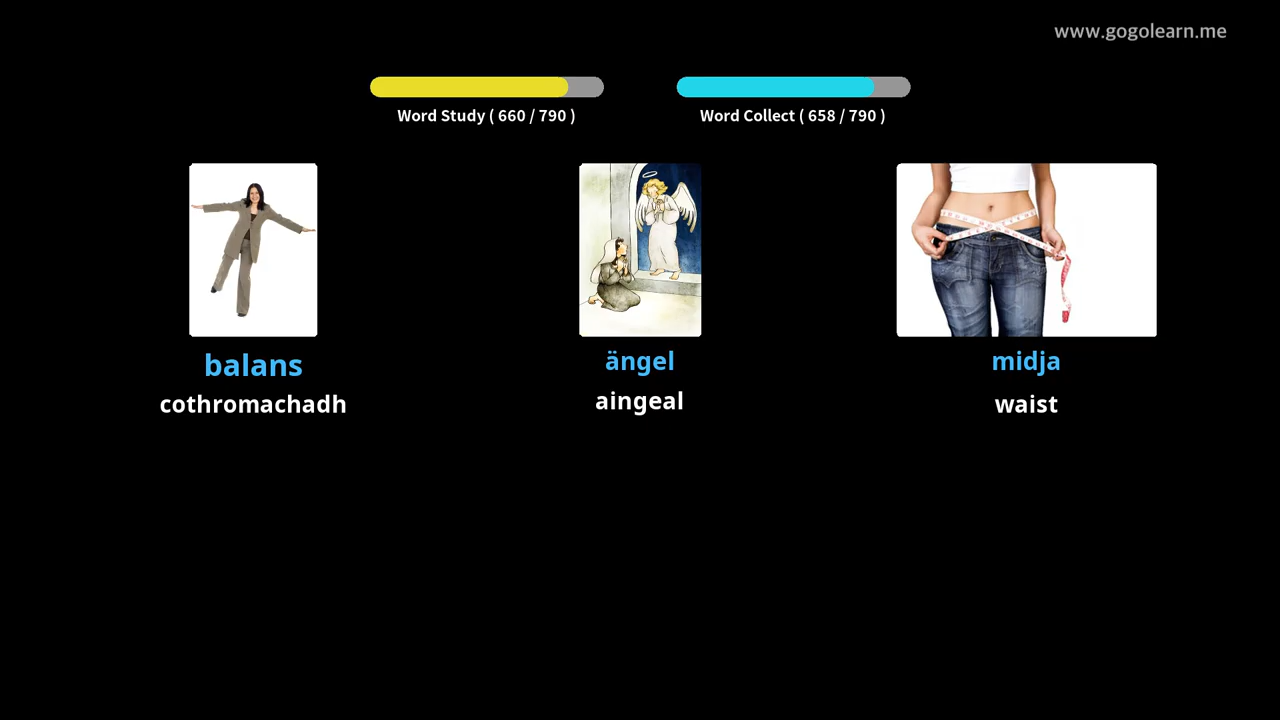 www.gogolearn.me
Word Study ( 660 / 790 )
Word Collect ( 658 / 790 )
balans
ängel
midja
cothromachadh
aingeal
waist